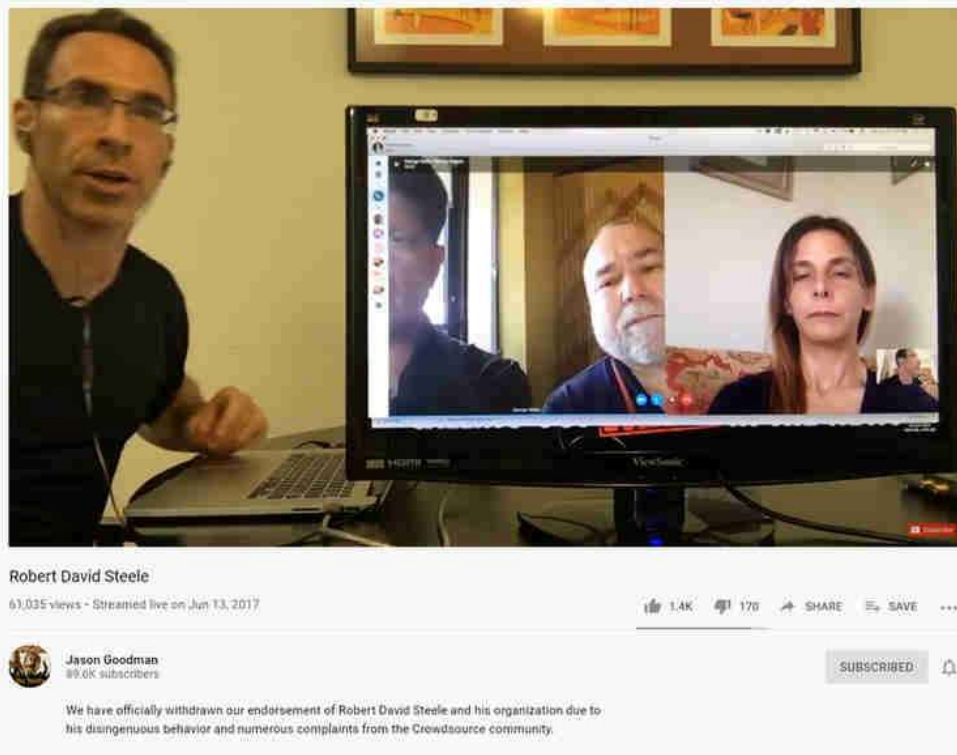 HDMI
ViewSonic
Robert David Steele
61,035 views • Streamed live on Jun 13, 2017
1.4K 170 SHARE SAVE
Jason Goodman
89.6K subscribers
SUBSCRIBED
We have officially withdrawn our endorsement of Robert David Steele and his organization due to
his disingenuous behavior and numerous complaints from the Crowdsource community.